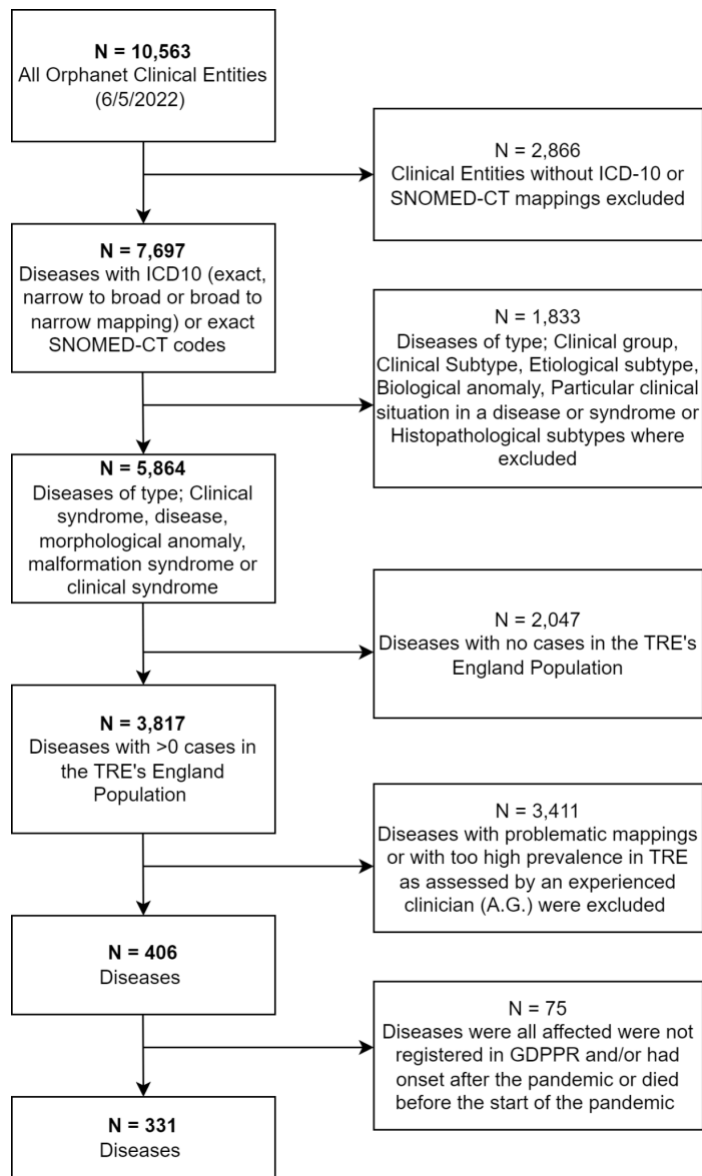 N = 10,563
All Orphanet Clinical Entities
(6/5/2022)
N = 2,866
Clinical Entities without ICD-10 or
SNOMED-CT mappings excluded
N = 7,697
Diseases with ICD10 (exact,
narrow to broad or broad to
narrow mapping) or exact
SNOMED-CT codes
N = 1,833
Diseases of type; Clinical group,
Clinical Subtype, Etiological subtype,
Biological anomaly, Particular clinical
situation in a disease or syndrome or
Histopathological subtypes where
excluded
N = 5,864
Diseases of type; Clinical
syndrome, disease,
morphological anomaly,
malformation syndrome or
clinical syndrome
N = 2,047
Diseases with no cases in the TRE's
England Population
N = 3,817
Diseases with >0 cases in
the TRE's England
Population
N = 3,411
Diseases with problematic mappings
or with too high prevalence in TRE
as assessed by an experienced
clinician (A.G.) were excluded
N = 406
Diseases
N = 75
Diseases were all affected were not
registered in GDPPR and/or had
onset after the pandemic or died
before the start of the pandemic
N = 331
Diseases